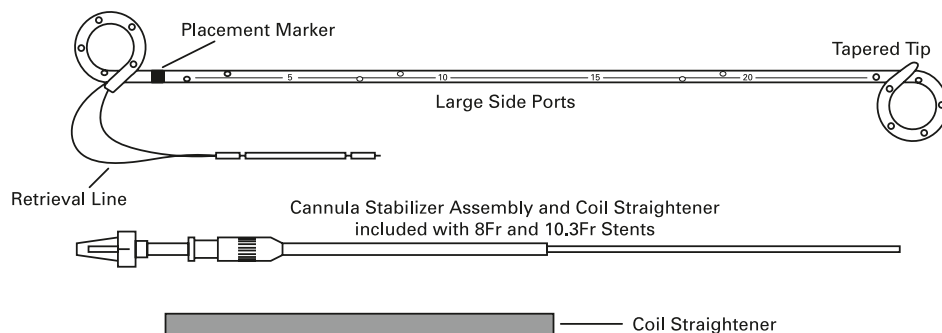 Placement Marker
Tapered Tip
5
10
15
20
Large Side Ports
Retrieval Line
Cannula Stabilizer Assembly and Coil Straightener
included with 8Fr and 10.3Fr Stents
Coil Straightener